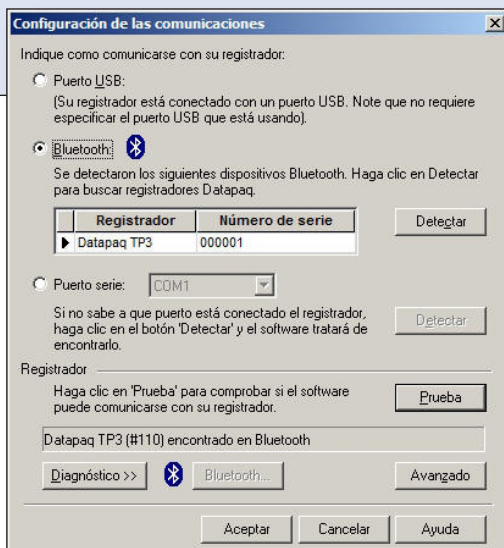 Configuración de las comunicaciones
Indique como comunicarse con su registrador:
Puerto USB:
(Su registrador está conectado con un puerto USB. Note que no requiere
especificar el puerto USB que está usando).
Bluetooth:
Se detectaron los siguientes dispositivos Bluetooth. Haga clic en Detectar
para buscar registradores Datapaq.
Registrador Número de serie
Datapaq TP3 000001
Detectar
Puerto serie: COM1
Si no sabe a que puerto está conectado el registrador,
haga clic en el botón 'Detectar' y el software tratará de
encontrarlo.
Detectar
Registrador
Haga clic en 'Prueba' para comprobar si el software
puede comunicarse con su registrador.
Prueba
Datapaq TP3 (#110) encontrado en Bluetooth
Diagnóstico >> Bluetooth... Avanzado
Aceptar Cancelar Ayuda